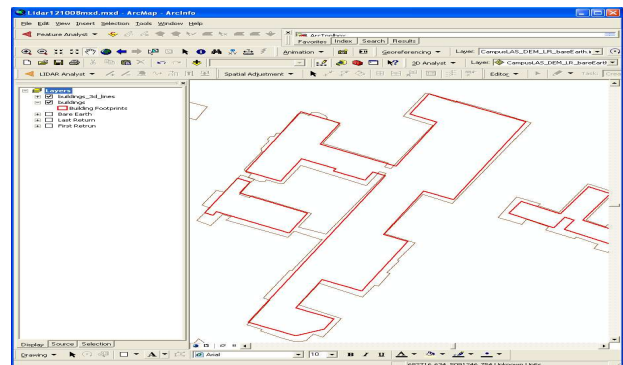 Lidar121008mxd.mxd - ArcMap - ArcInfo
File Edit View Insert Selection Tools Window Help
Feature Analyst
ArcToolbox
Favorites Index Search Results
Animation Georeferencing Layer: CampusLAS_DEM_LR_bareEarth.i
3D Analyst Layer: CampusLAS_DEM_LR_bareEarth
LIDAR Analyst Spatial Adjustment Editor Task:
Layers
buildings_3d_lines
buildings
Building Footprints
Bare Earth
Last Return
First Retrun
Display Source Selection
Drawing A Arial 10 B I U A